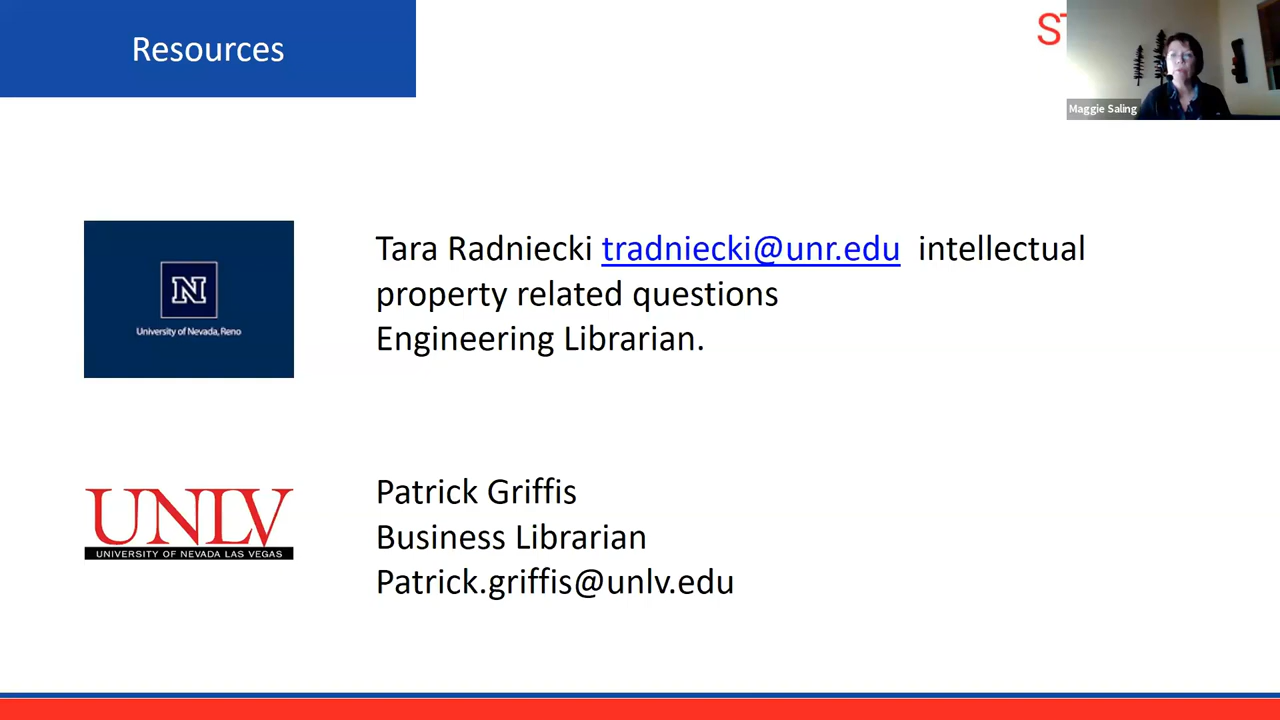 Resources
ST
Maggie Saling
Tara Radniecki tradniecki@unr.edu intellectual
property related questions
Engineering Librarian.
N
University of Nevada, Reno
Patrick Griffis
Business Librarian
Patrick.griffis@unlv.edu
UNLV
UNIVERSITY OF NEVADA LAS VEGAS